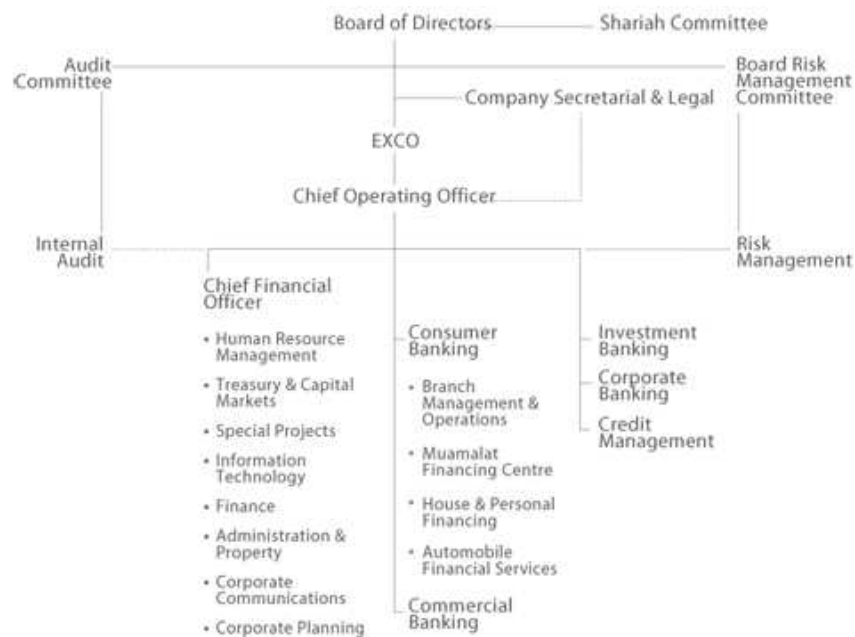 Board of Directors
Shariah Committee
Audit
Committee
Board Risk
Management
Committee
Company Secretarial & Legal
EXCO
Chief Operating Officer
Internal
Audit
Risk
Management
Chief Financial
Officer
• Human Resource
Management
• Treasury & Capital
Markets
• Special Projects
• Information
Technology
• Finance
• Administration &
Property
• Corporate
Communications
• Corporate Planning
Consumer
Banking
• Branch
Management &
Operations
• Muamalat
Financing Centre
• House & Personal
Financing
• Automobile
Financial Services
Commercial
Banking
Investment
Banking
Corporate
Banking
Credit
Management